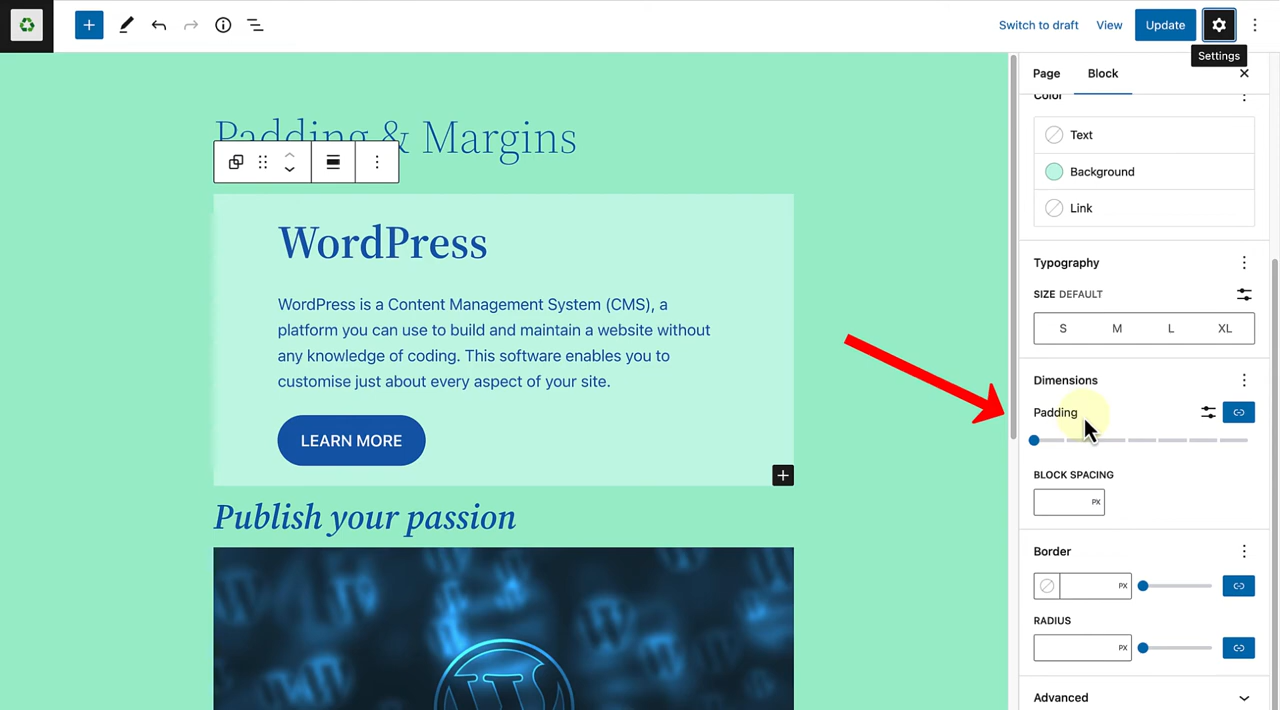 Switch to draft
View
Update
Settings
Page
Block
Color
Text
Background
Link
Typography
SIZE DEFAULT
S
M
L
XL
Dimensions
Padding
BLOCK SPACING
PX
Border
PX
RADIUS
PX
Advanced
Padding & Margins
WordPress
WordPress is a Content Management System (CMS), a
platform you can use to build and maintain a website without
any knowledge of coding. This software enables you to
customise just about every aspect of your site.
LEARN MORE
Publish your passion